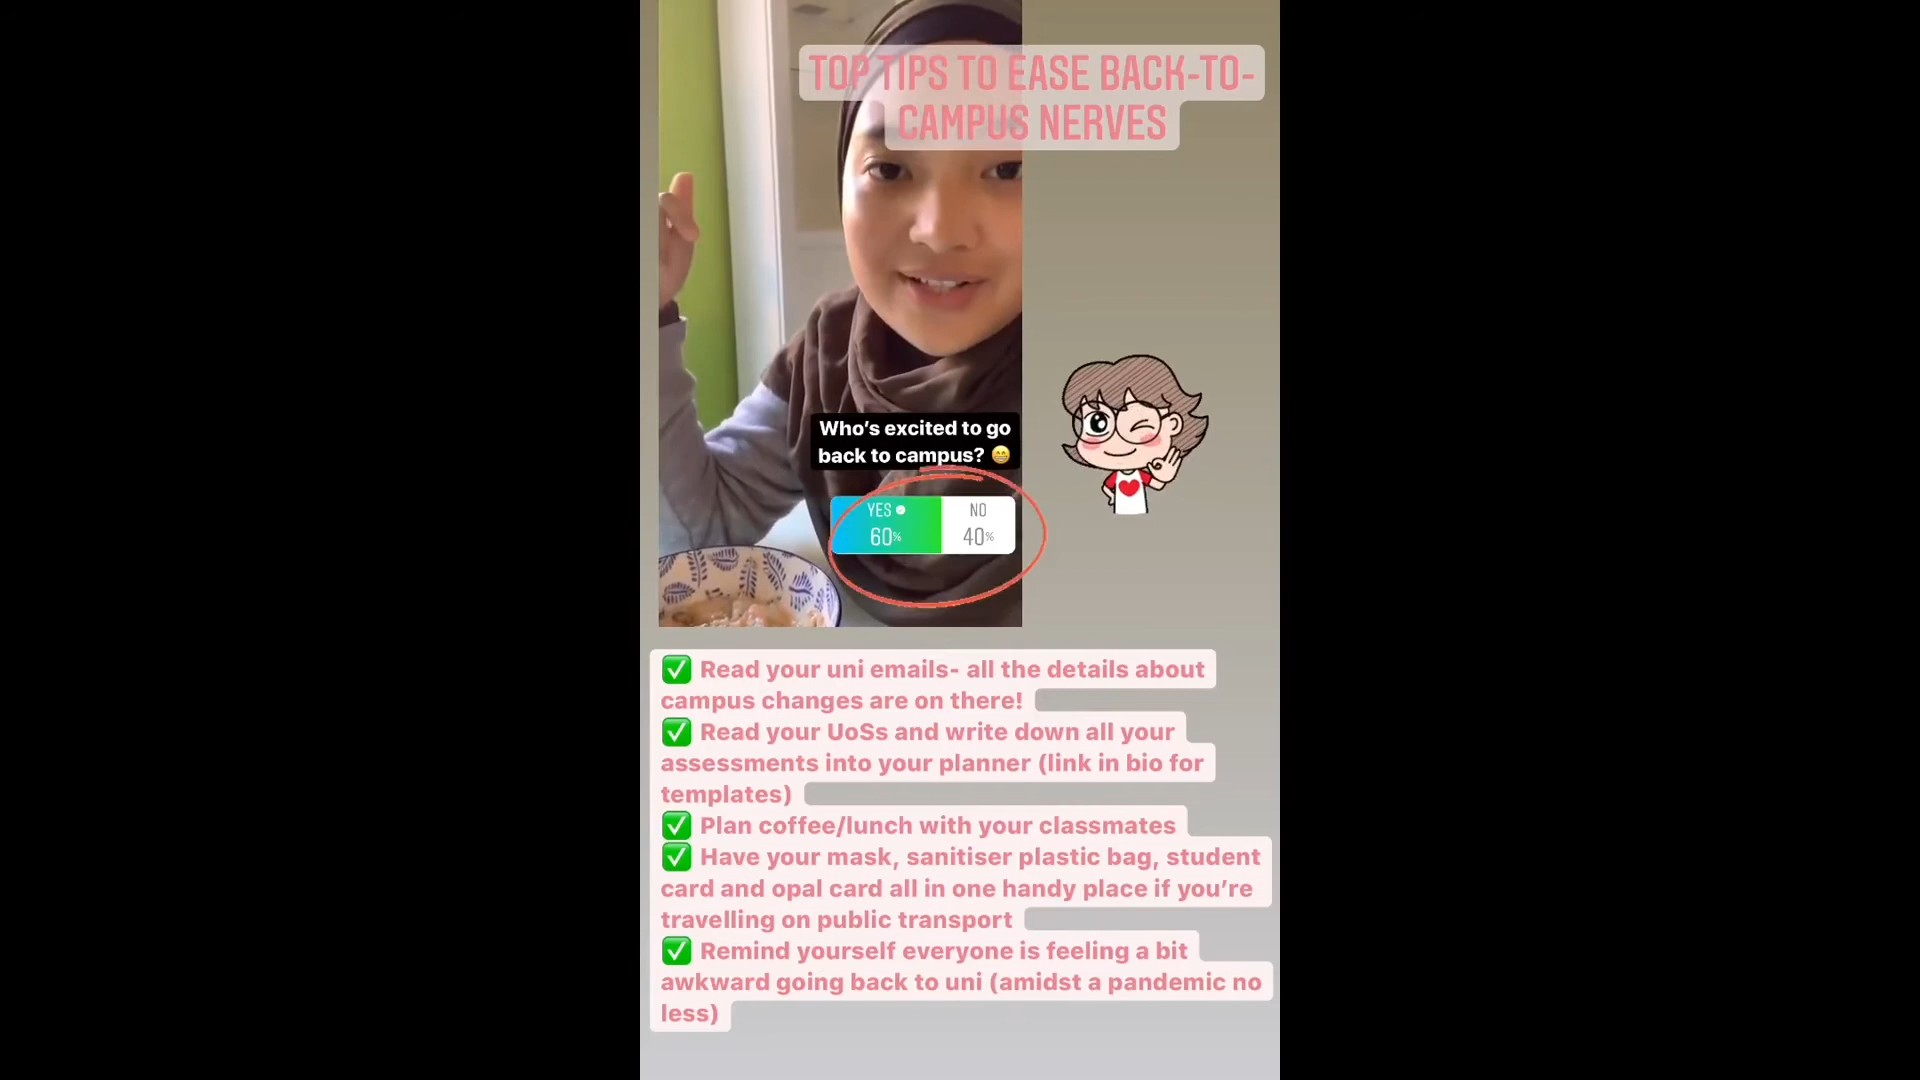 TOP TIPS TO EASE BACK-TO-
CAMPUS NERVES
Who's excited to go
back to campus? 😁
YES NO
60% 40%
✅ Read your uni emails- all the details about
campus changes are on there!
✅ Read your UoSs and write down all your
assessments into your planner (link in bio for
templates)
✅ Plan coffee/lunch with your classmates
✅ Have your mask, sanitiser plastic bag, student
card and opal card all in one handy place if you're
travelling on public transport
✅ Remind yourself everyone is feeling a bit
awkward going back to uni (amidst a pandemic no
less)